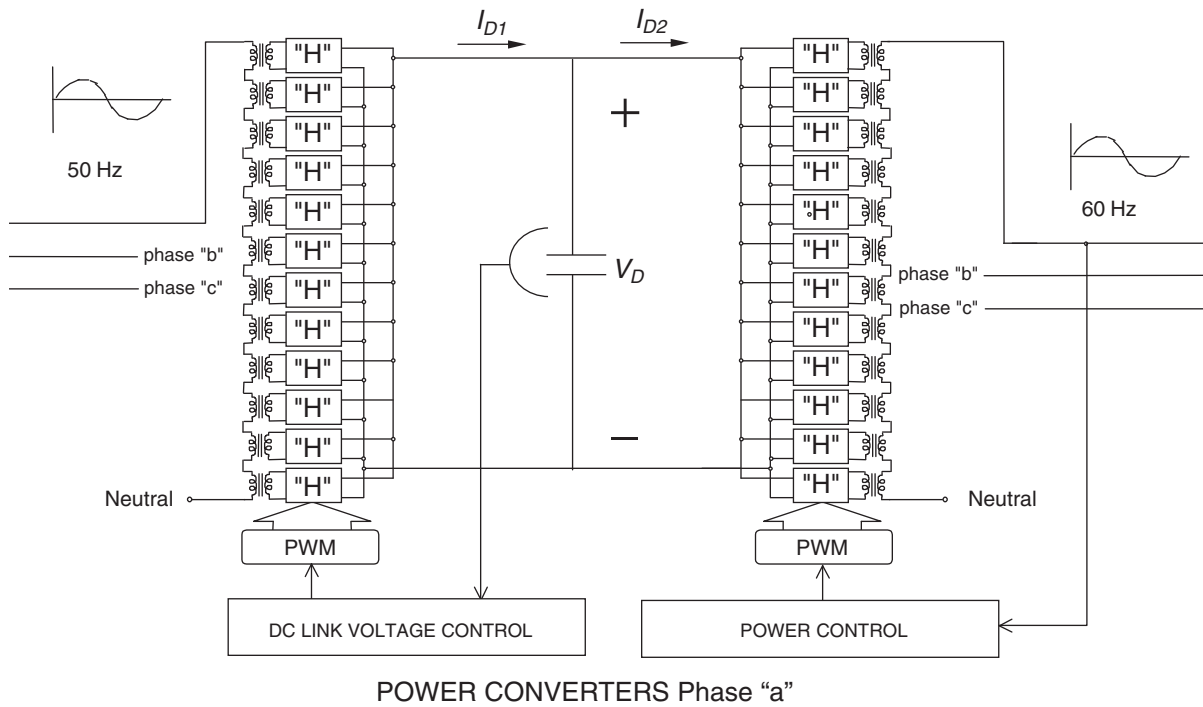 I_D1
I_D2
"H" "H"
"H" "H"
"H" "H"
"H" "H"
"H" "H"
"H" "H"
"H" "H"
"H" "H"
"H" "H"
"H" "H"
"H" "H"
"H" "H"
50 Hz
60 Hz
+
phase "b"
phase "c"
V_D
phase "b"
phase "c"
−
Neutral
Neutral
PWM
PWM
DC LINK VOLTAGE CONTROL
POWER CONTROL
POWER CONVERTERS Phase “a”